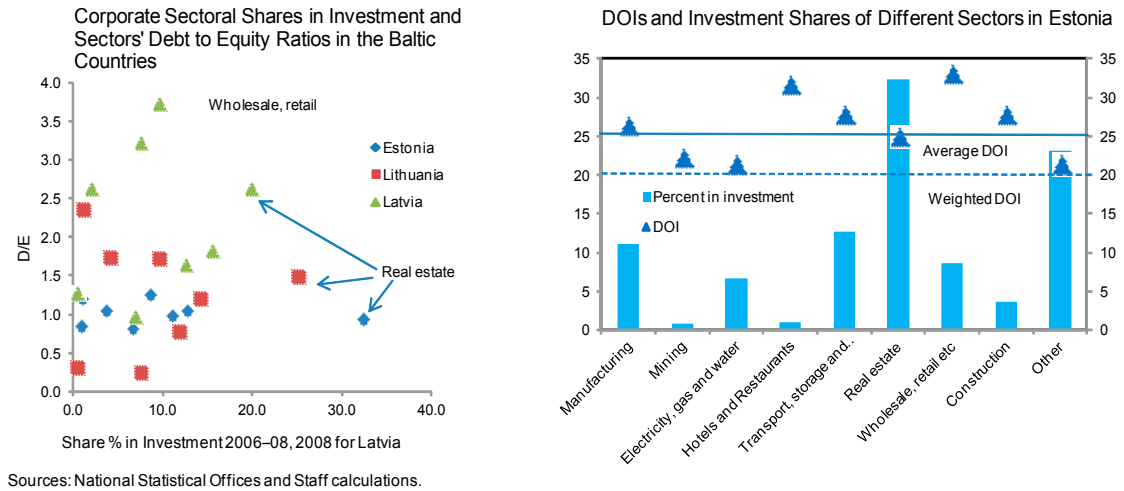 Corporate Sectoral Shares in Investment and
Sectors' Debt to Equity Ratios in the Baltic
Countries
4.0
3.5
3.0
2.5
2.0
1.5
1.0
0.5
0.0
D/E
Wholesale, retail
Estonia
Lithuania
Latvia
Real estate
0.0 10.0 20.0 30.0 40.0
Share % in Investment 2006–08, 2008 for Latvia
Sources: National Statistical Offices and Staff calculations.
DOIs and Investment Shares of Different Sectors in Estonia
35
30
25
20
15
10
5
0
35
30
25
20
15
10
5
0
Average DOI
Percent in investment
Weighted DOI
DOI
Manufacturing
Mining
Electricity, gas and water
Hotels and Restaurants
Transport, storage and..
Real estate
Wholesale, retail etc
Construction
Other